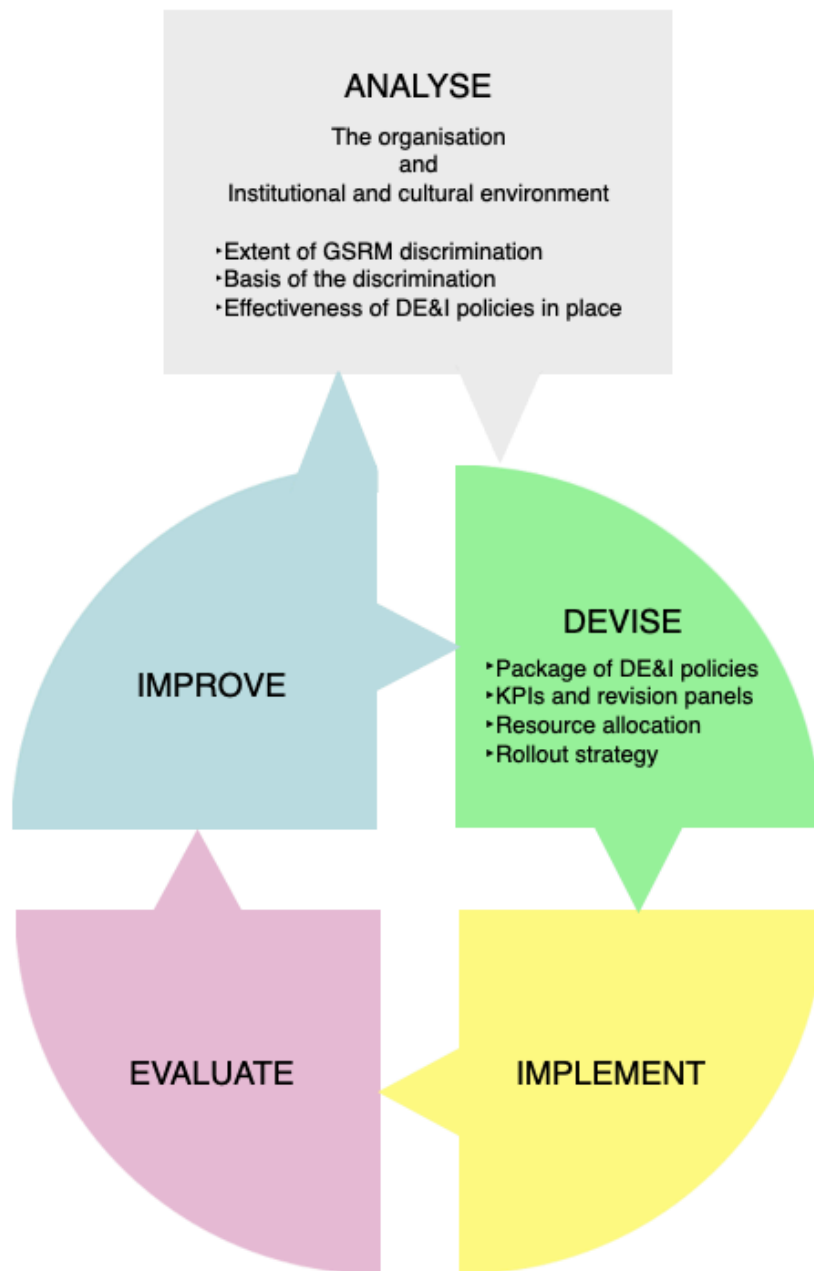 ANALYSE
The organisation
and
Institutional and cultural environment
‣Extent of GSRM discrimination
‣Basis of the discrimination
‣Effectiveness of DE&I policies in place
IMPROVE
DEVISE
‣Package of DE&I policies
‣KPIs and revision panels
‣Resource allocation
‣Rollout strategy
EVALUATE
IMPLEMENT